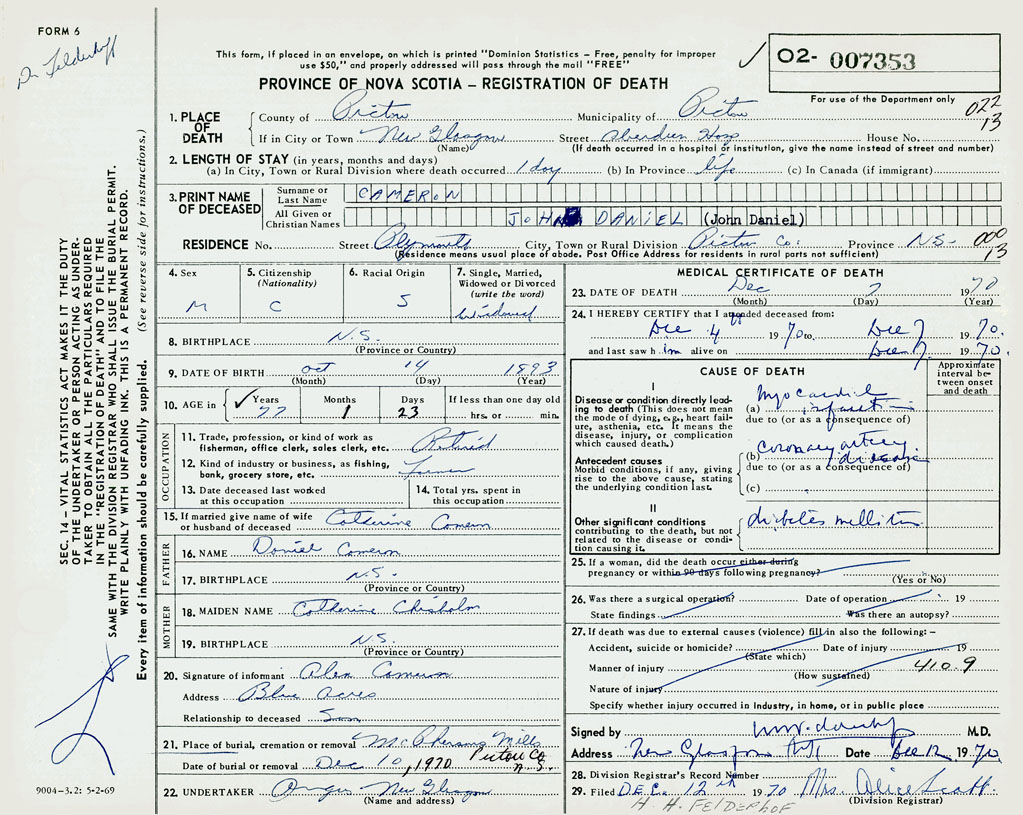 FORM 6
Dr Felderhof
This form, if placed in an envelope, on which is printed "Dominion Statistics – Free, penalty for improper
use $50," and properly addressed will pass through the mail "FREE"
02- 007353
PROVINCE OF NOVA SCOTIA – REGISTRATION OF DEATH
For use of the Department only
022
13
1. PLACE OF DEATH
County of Pictou Municipality of Pictou
If in City or Town New Glasgow Street Aberdeen Hosp House No.
(Name) (If death occurred in a hospital or institution, give the name instead of street and number)
2. LENGTH OF STAY (in years, months and days)
(a) In City, Town or Rural Division where death occurred 1 day (b) In Province life (c) In Canada (if immigrant)
3. PRINT NAME OF DECEASED
Surname or Last Name CAMERON
All Given or Christian Names JOHN DANiEL (John Daniel)
RESIDENCE No. Street Plymouth City, Town or Rural Division Pictou Co. Province N.S. 000
13
(Residence means usual place of abode. Post Office Address for residents in rural parts not sufficient)
4. Sex
M
5. Citizenship (Nationality)
C
6. Racial Origin
S
7. Single, Married, Widowed or Divorced (write the word)
Widowed
8. BIRTHPLACE N.S.
(Province or Country)
9. DATE OF BIRTH Oct 14 1893
(Month) (Day) (Year)
10. AGE in Years 77 Months 1 Days 23 If less than one day old
hrs. or min.
OCCUPATION
11. Trade, profession, or kind of work as
fisherman, office clerk, sales clerk, etc. Retired
12. Kind of industry or business, as fishing,
bank, grocery store, etc. Farmer
13. Date deceased last worked
at this occupation
14. Total yrs. spent in
this occupation
15. If married give name of wife
or husband of deceased Catherine Cameron
FATHER
16. NAME Daniel Cameron
17. BIRTHPLACE N.S.
(Province or Country)
MOTHER
18. MAIDEN NAME Catherine Chisholm
19. BIRTHPLACE N.S.
(Province or Country)
20. Signature of informant Alex Cameron
Address Blue Acres
Relationship to deceased Son
21. Place of burial, cremation or removal McPhersons Mills
Pictou Co N.S.
Date of burial or removal Dec 10, 1970
22. UNDERTAKER Angus New Glasgow
(Name and address)
MEDICAL CERTIFICATE OF DEATH
23. DATE OF DEATH Dec 7 1970
(Month) (Day) (Year)
24. I HEREBY CERTIFY that I attended deceased from:
Dec 4 1970 to Dec 7 1970.
and last saw him alive on Dec 7 1970.
CAUSE OF DEATH
Approximate interval between onset and death
I
Disease or condition directly leading to death (This does not mean the mode of dying, e.g., heart failure, asthenia, etc. It means the disease, injury, or complication which caused death.)
(a) Myocardial infarction
due to (or as a consequence of)
Antecedent causes
Morbid conditions, if any, giving rise to the above cause, stating the underlying condition last.
(b) coronary artery disease
due to (or as a consequence of)
(c)
II
Other significant conditions contributing to the death, but not related to the disease or condition causing it.
diabetes mellitus
25. If a woman, did the death occur either during
pregnancy or within 90 days following pregnancy?
(Yes or No)
26. Was there a surgical operation? Date of operation 19
State findings Was there an autopsy?
27. If death was due to external causes (violence) fill in also the following: –
Accident, suicide or homicide? Date of injury 19
(State which)
Manner of injury 410.9
(How sustained)
Nature of injury
Specify whether injury occurred in industry, in home, or in public place
Signed by M.D.
Address New Glasgow Date Dec 12 1970
28. Division Registrar's Record Number
29. Filed DEC. 12th 1970 Mrs. Alice Scott
(Division Registrar)
H. H. FELDERHOF
SEC. 14 – VITAL STATISTICS ACT MAKES IT THE DUTY
OF THE UNDERTAKER OR PERSON ACTING AS UNDER-
TAKER TO OBTAIN ALL THE PARTICULARS REQUIRED
IN THE "REGISTRATION OF DEATH" AND TO FILE THE
SAME WITH THE DIVISION REGISTRAR WHO SHALL ISSUE THE BURIAL PERMIT.
WRITE PLAINLY WITH UNFADING INK. THIS IS A PERMANENT RECORD.
Every item of information should be carefully supplied. (See reverse side for instructions.)
9004-3.2: 5-2-69